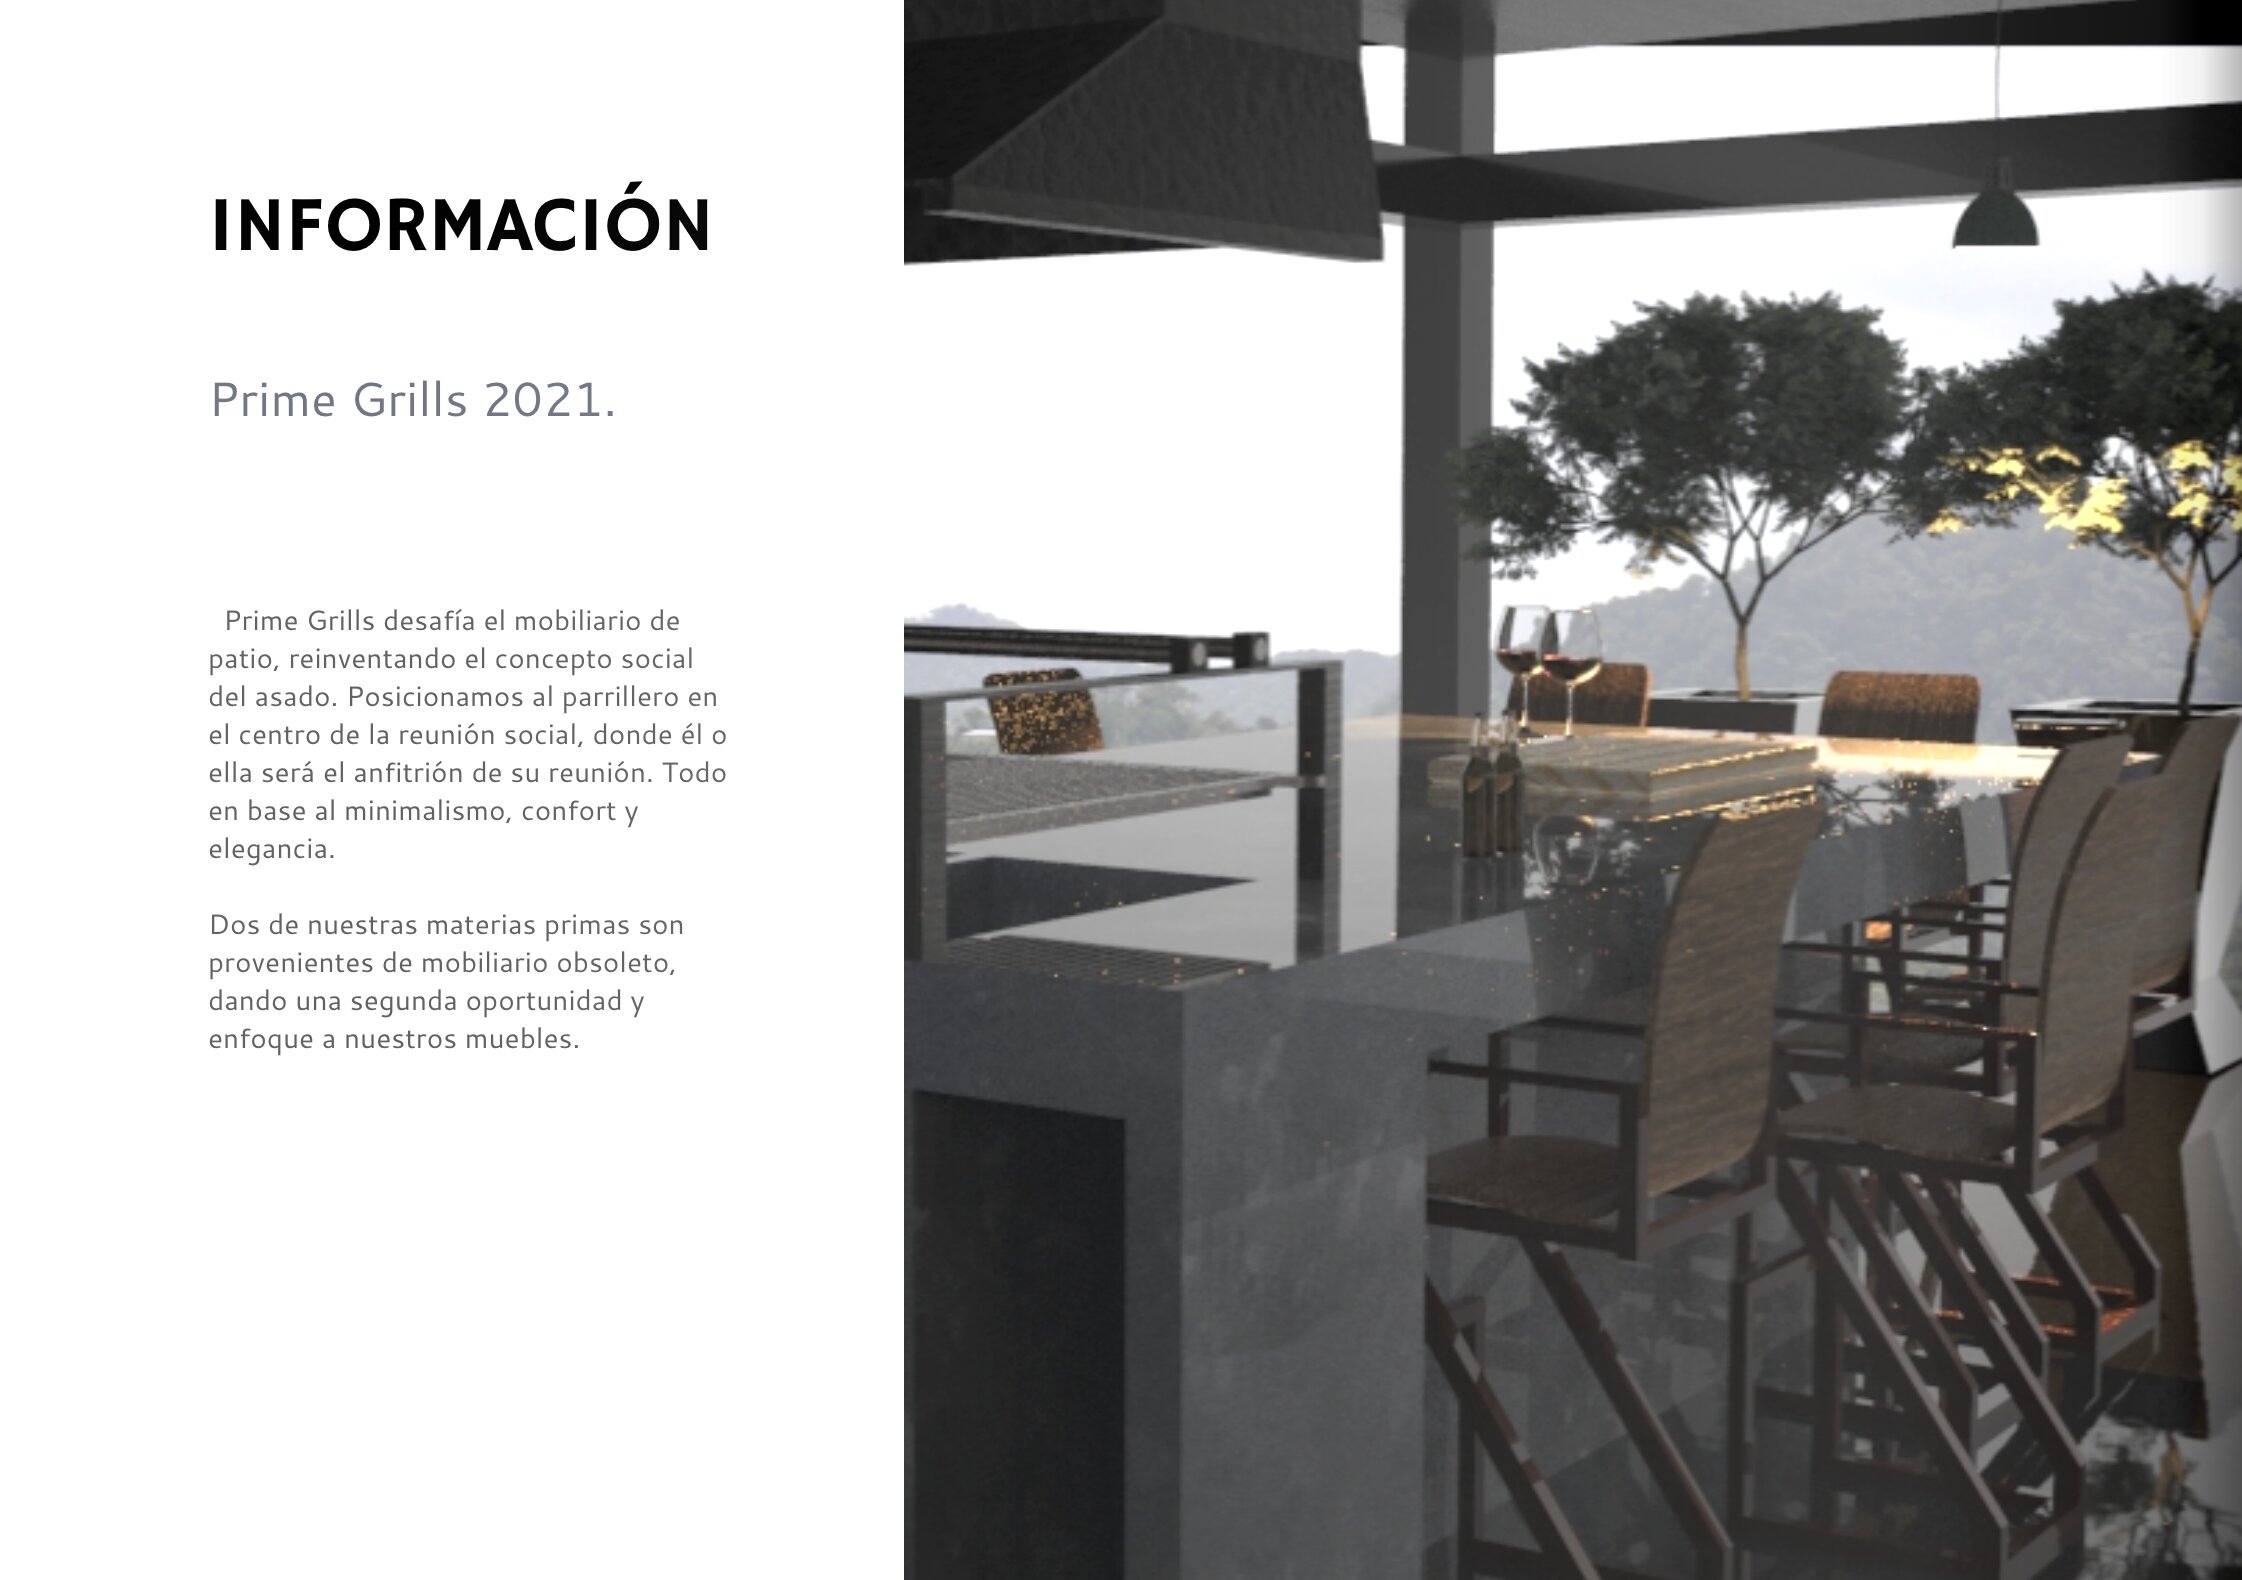 INFORMACIÓN
Prime Grills 2021.
Prime Grills desafía el mobiliario de
patio, reinventando el concepto social
del asado. Posicionamos al parrillero en
el centro de la reunión social, donde él o
ella será el anfitrión de su reunión. Todo
en base al minimalismo, confort y
elegancia.
Dos de nuestras materias primas son
provenientes de mobiliario obsoleto,
dando una segunda oportunidad y
enfoque a nuestros muebles.